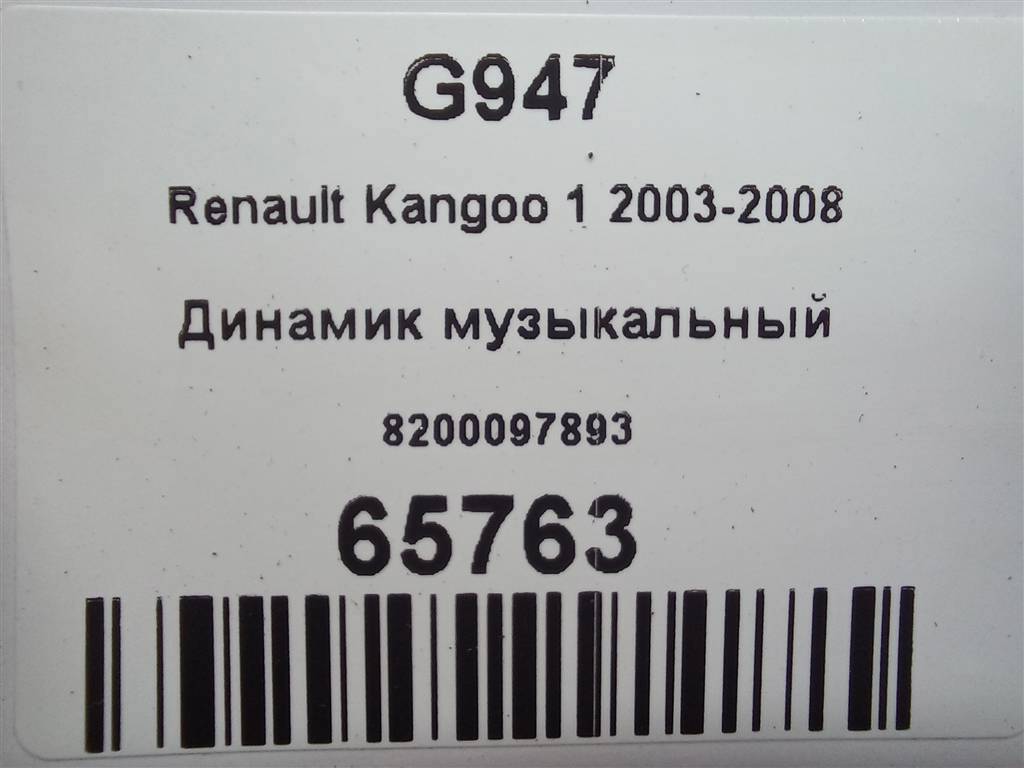 G947
Renault Kangoo 1 2003-2008
Динамик музыкальный
8200097893
65763